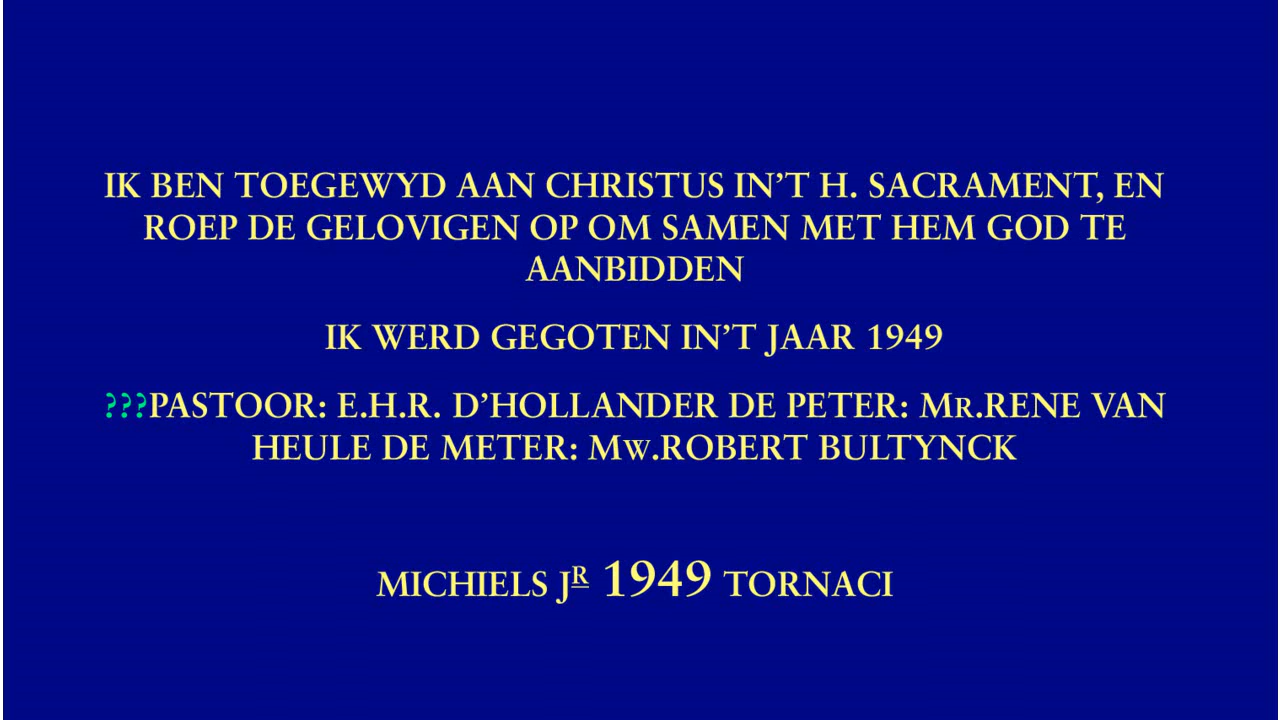 IK BEN TOEGEWYD AAN CHRISTUS IN’T H. SACRAMENT, EN
ROEP DE GELOVIGEN OP OM SAMEN MET HEM GOD TE
AANBIDDEN
IK WERD GEGOTEN IN’T JAAR 1949
???PASTOOR: E.H.R. D’HOLLANDER DE PETER: MR.RENE VAN
HEULE DE METER: MW.ROBERT BULTYNCK
MICHIELS JR 1949 TORNACI